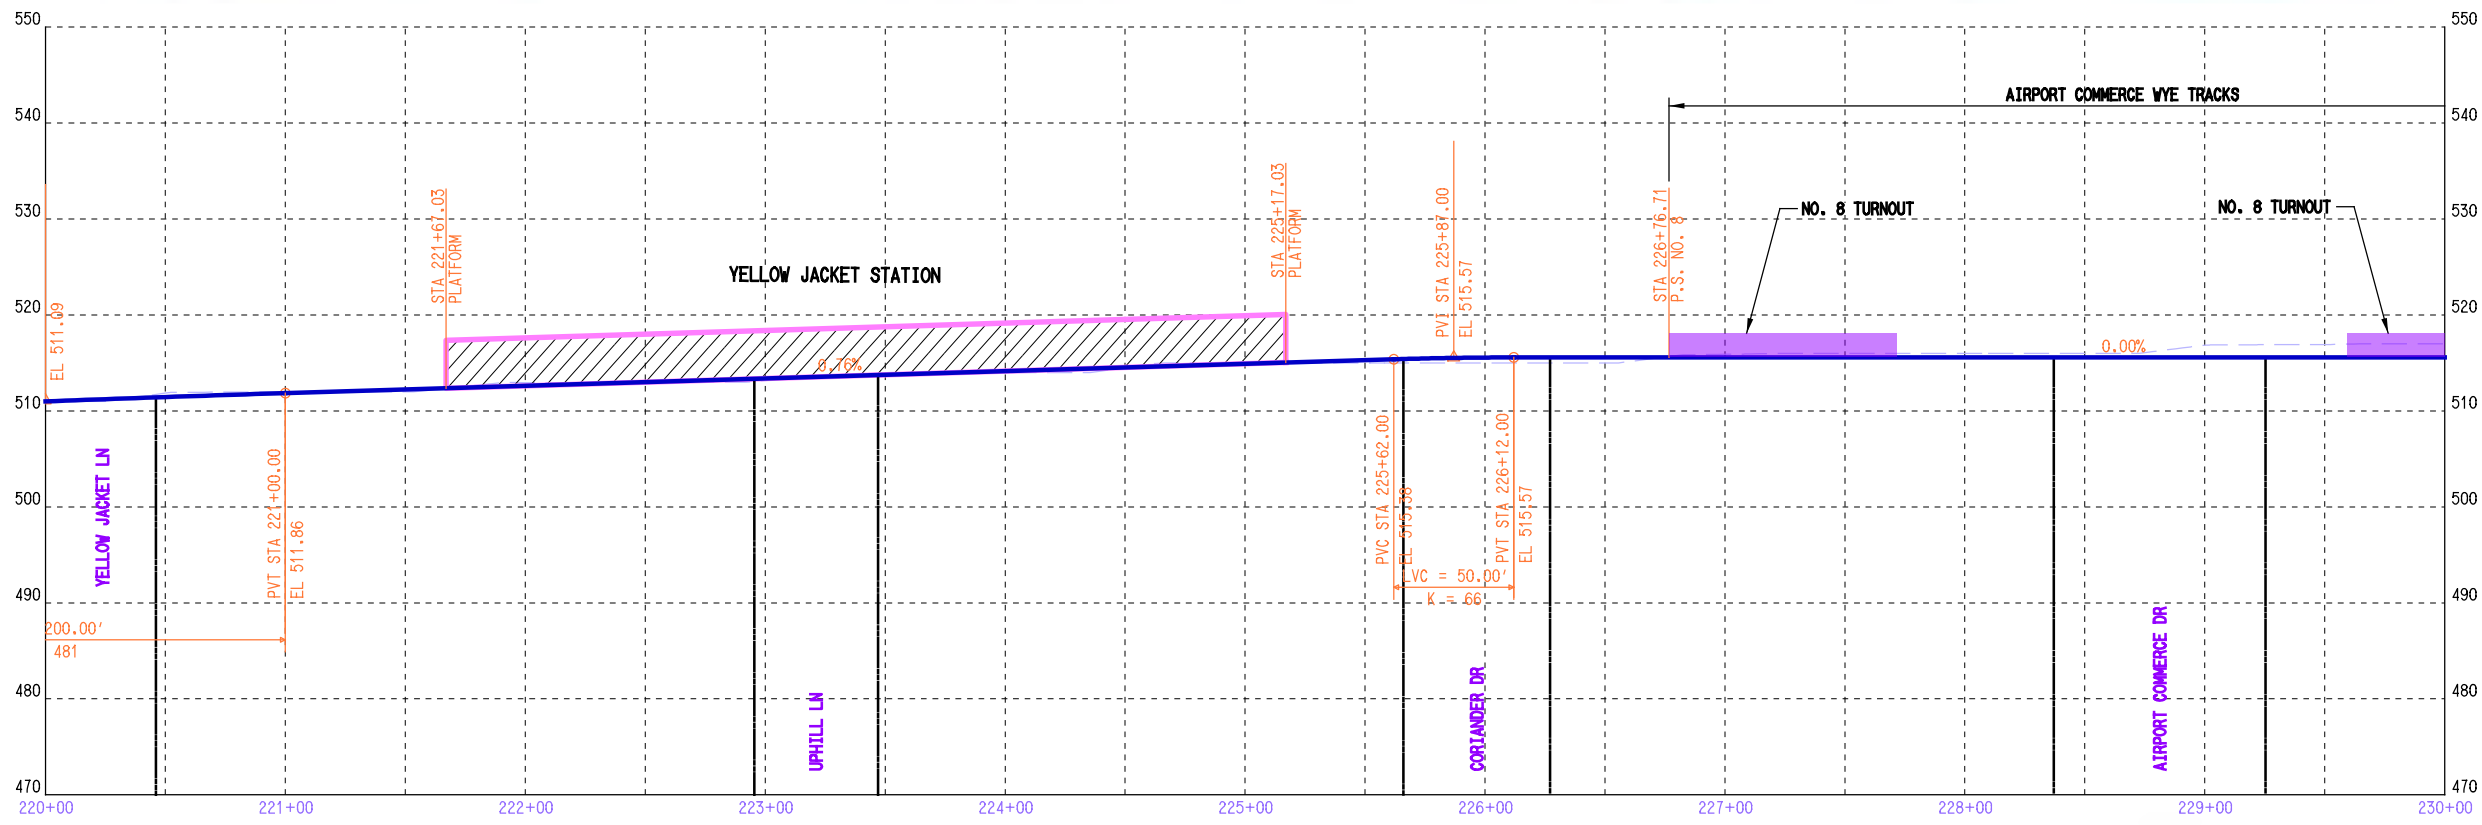 550
550
AIRPORT COMMERCE WYE TRACKS
540
540
530
530
STA 221+67.03
PLATFORM
STA 225+17.03
PLATFORM
PVI STA 225+87.00
EL 515.57
STA 226+76.71
P.S. NO. 8
NO. 8 TURNOUT
NO. 8 TURNOUT
YELLOW JACKET STATION
520
520
EL 511.09
0.76%
0.00%
510
510
YELLOW JACKET LN
PVT STA 221+00.00
EL 511.86
PVC STA 225+62.00
EL 515.38
PVT STA 226+12.00
EL 515.57
500
500
LVC = 50.00'
K = 66
490
490
200.00'
481
480
480
UPHILL LN
CORIANDER DR
AIRPORT COMMERCE DR
470
470
220+00
221+00
222+00
223+00
224+00
225+00
226+00
227+00
228+00
229+00
230+00